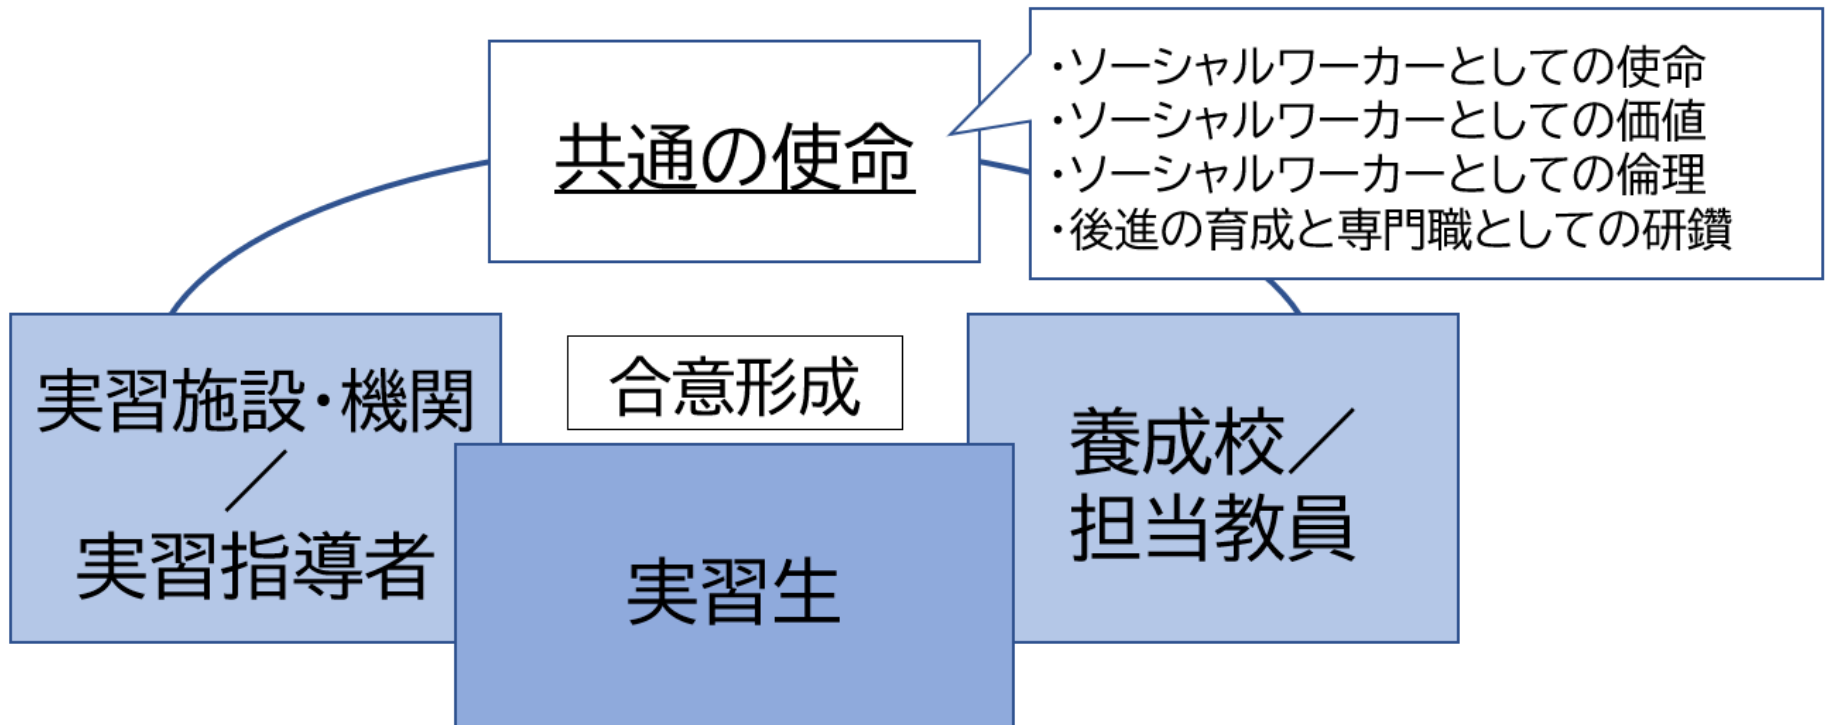 共通の使命
・ソーシャルワーカーとしての使命
・ソーシャルワーカーとしての価値
・ソーシャルワーカーとしての倫理
・後進の育成と専門職としての研鑽
実習施設・機関
／
実習指導者
合意形成
養成校／
担当教員
実習生